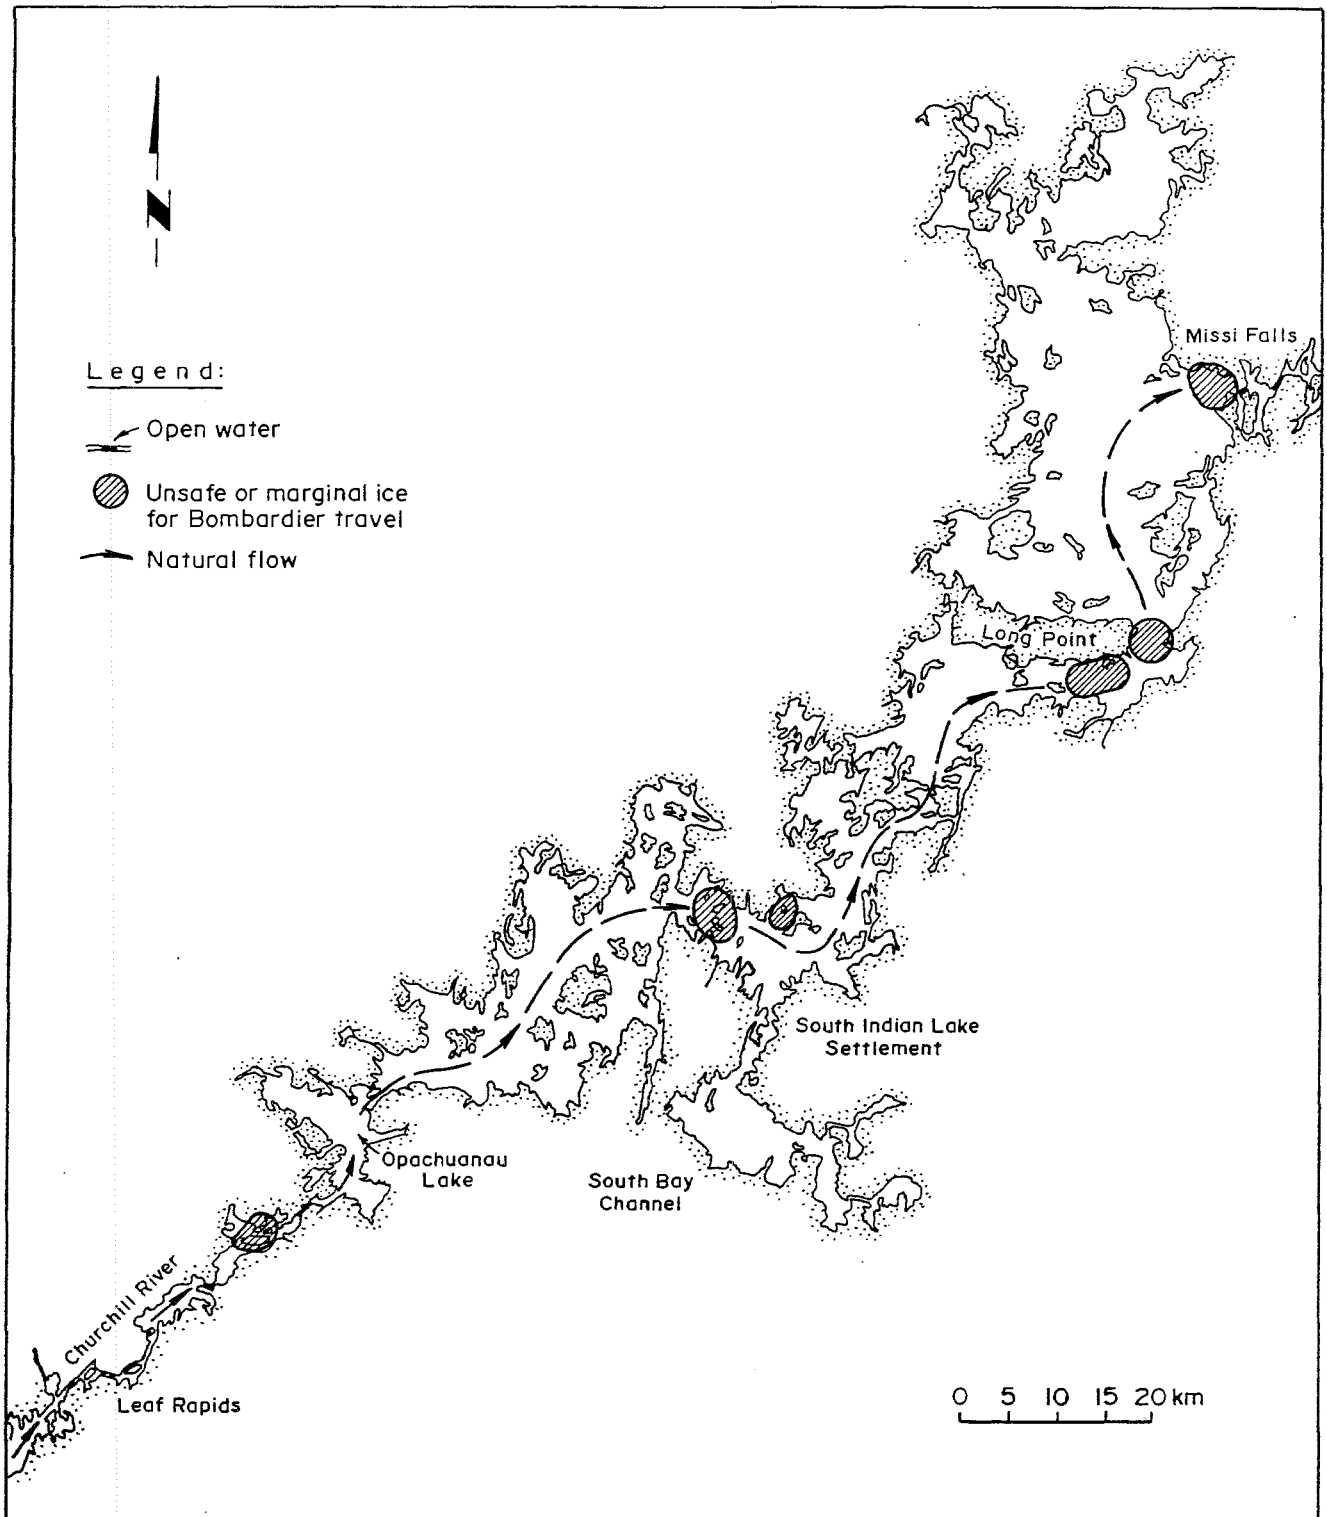 N
Missi Falls
Legend:
Open water
Unsafe or marginal ice
for Bombardier travel
Natural flow
Long Point
South Indian Lake
Settlement
Opachuanau
Lake
South Bay
Channel
Churchill River
Leaf Rapids
0 5 10 15 20 km